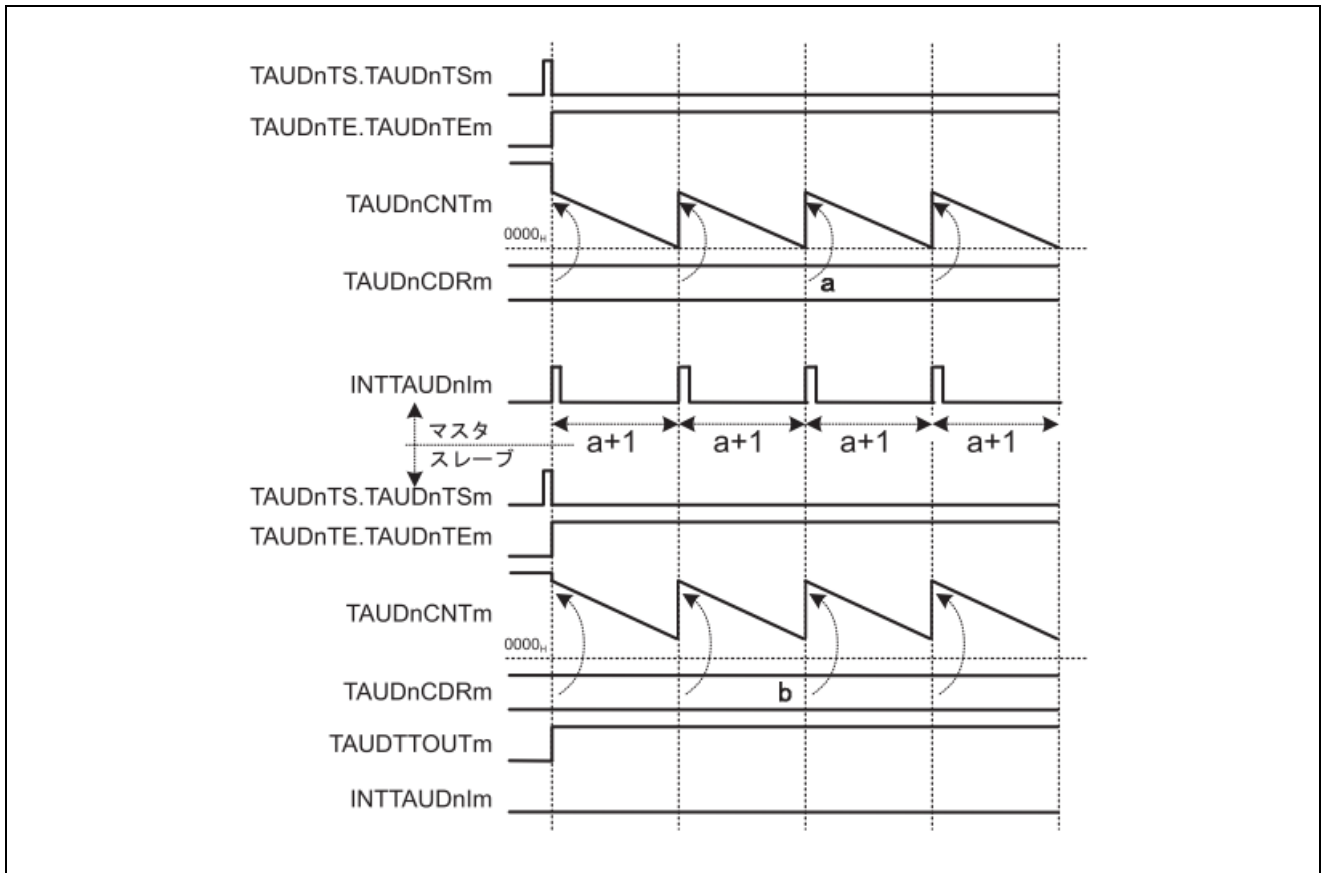 TAUDnTS.TAUDnTSm
TAUDnTE.TAUDnTEm
TAUDnCNTm
0000H
TAUDnCDRm
a
INTTAUDnIm
マスタ
a+1 a+1 a+1 a+1
スレーブ
TAUDnTS.TAUDnTSm
TAUDnTE.TAUDnTEm
TAUDnCNTm
0000H
TAUDnCDRm
b
TAUDTTOUTm
INTTAUDnIm